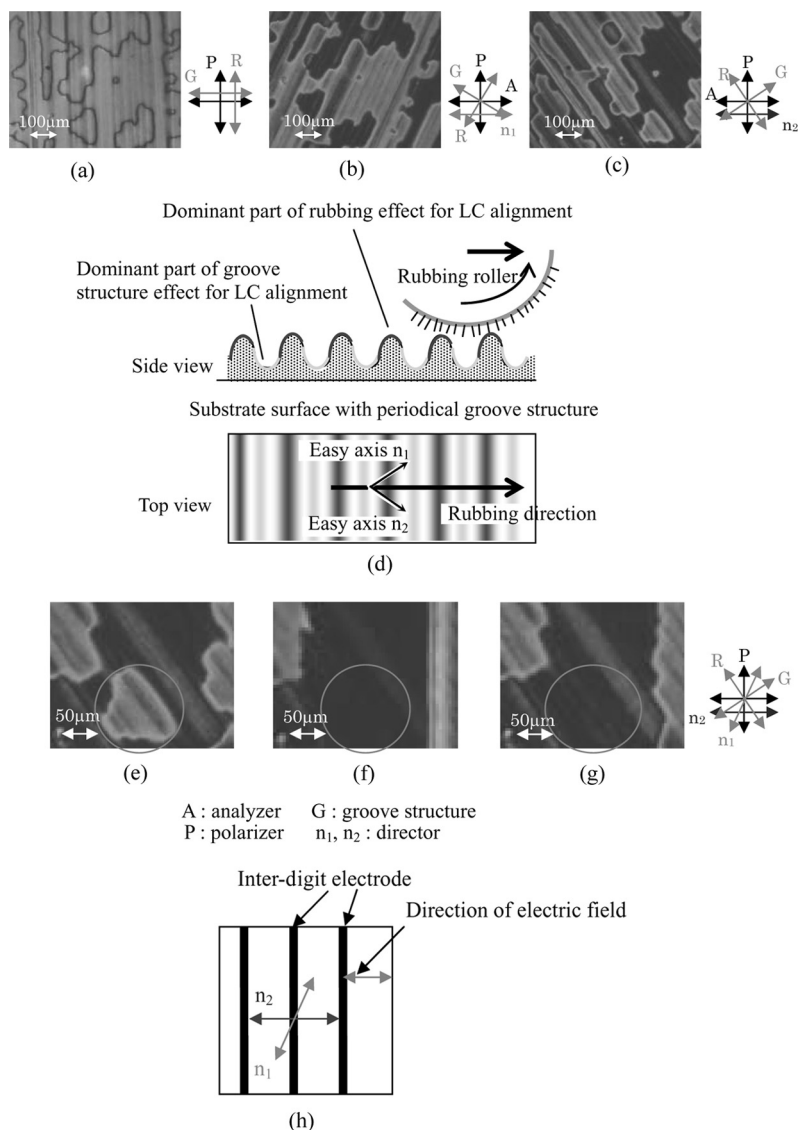 P
G
R
100μm
(a)
P
G
A
R
n1
100μm
(b)
P
R
G
A
n2
100μm
(c)
Dominant part of rubbing effect for LC alignment
Dominant part of groove
structure effect for LC alignment
Rubbing roller
Side view
Substrate surface with periodical groove structure
Easy axis n1
Top view
Easy axis n2
Rubbing direction
(d)
50μm
(e)
50μm
(f)
50μm
(g)
P
R
G
n2
n1
A : analyzer G : groove structure
P : polarizer n1, n2 : director
Inter-digit electrode
Direction of electric field
n2
n1
(h)